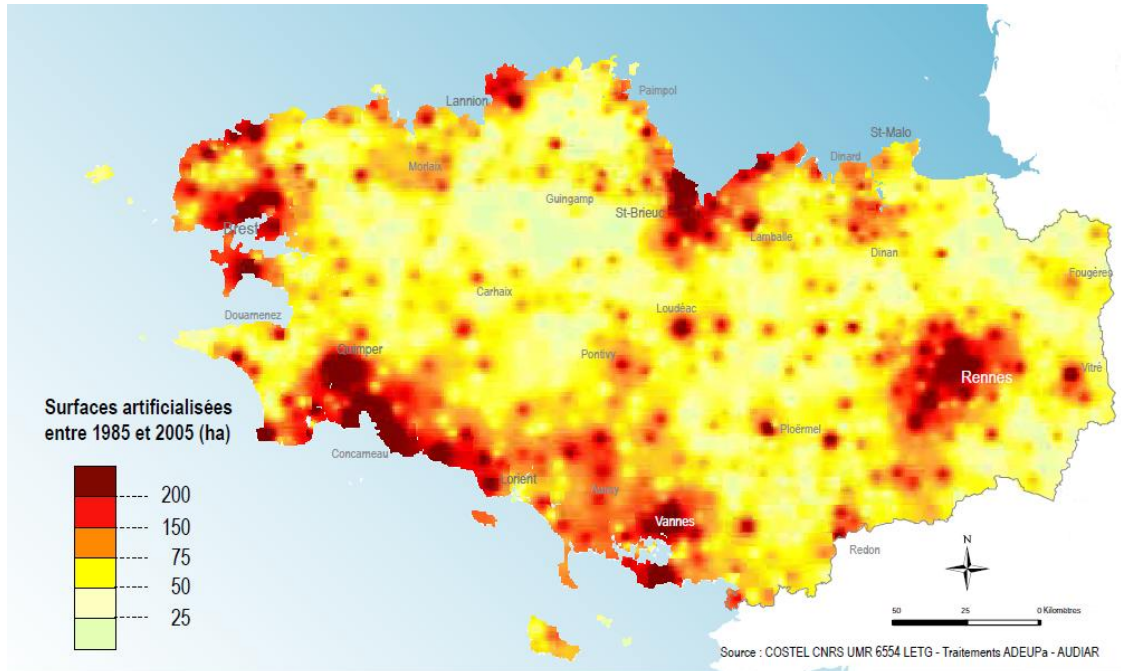 Lannion
Paimpol
St-Malo
Morlaix
Dinard
Guingamp
St-Brieuc
Brest
Lamballe
Dinan
Fougères
Carhaix
Douarnenez
Loudéac
Quimper
Pontivy
Rennes
Vitré
Surfaces artificialisées
entre 1985 et 2005 (ha)
Ploërmel
Concarneau
Lorient
200
Auray
150
Vannes
75
Redon
N
50
25
50 25 0 Kilomètres
Source : COSTEL CNRS UMR 6554 LETG - Traitements ADEUPa - AUDIAR